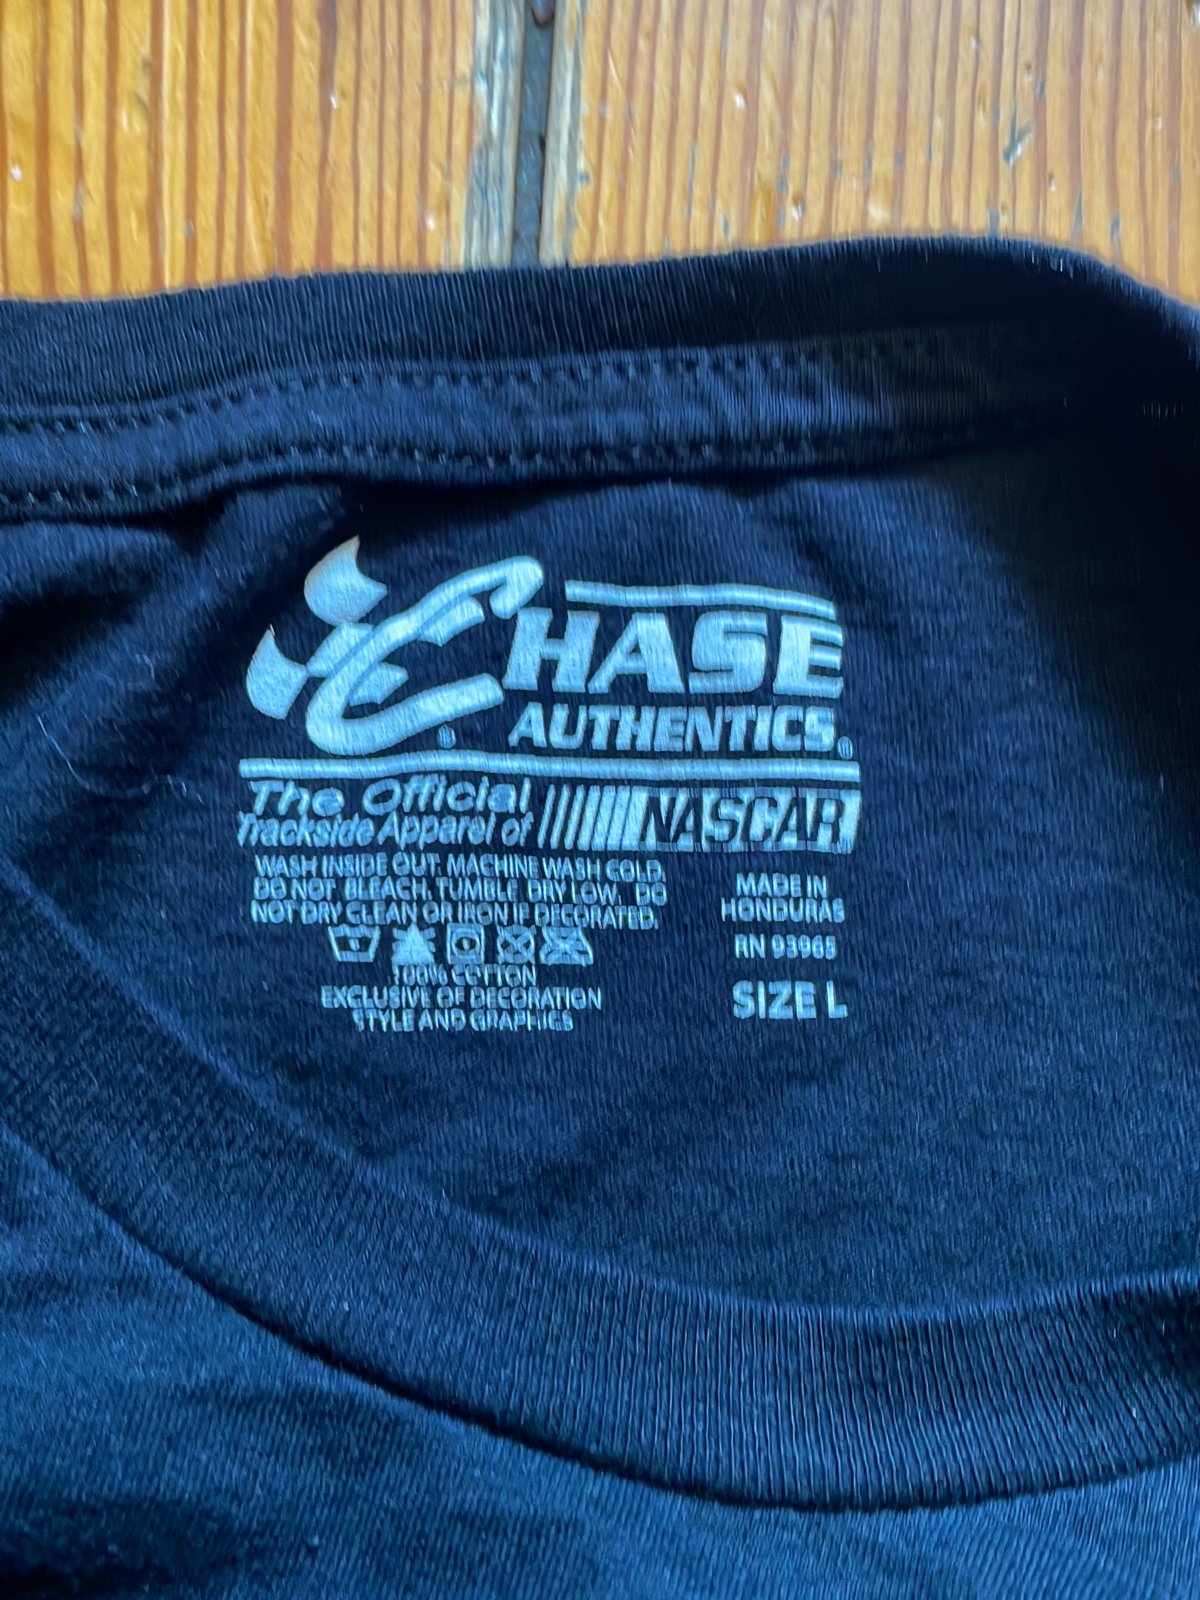 CHASE
AUTHENTICS®
®
The Official
Trackside Apparel of NASCAR
WASH INSIDE OUT. MACHINE WASH COLD.
DO NOT BLEACH. TUMBLE DRY LOW. DO
NOT DRY CLEAN OR IRON IF DECORATED.
100% COTTON
EXCLUSIVE OF DECORATION
STYLE AND GRAPHICS
MADE IN
HONDURAS
RN 93965
SIZE L